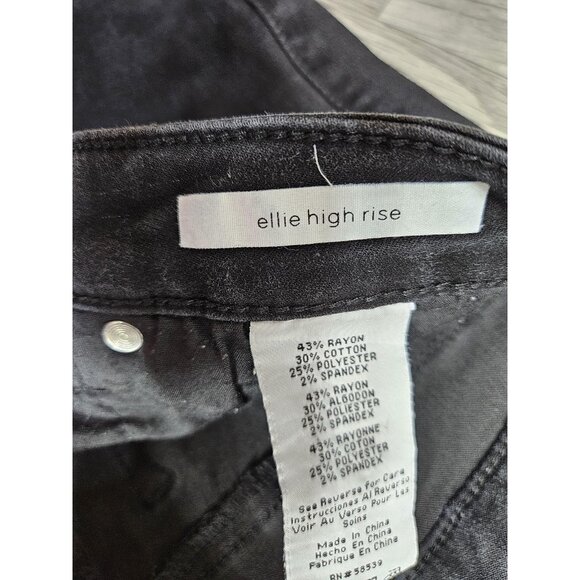 ellie high rise
43% RAYON
30% COTTON
25% POLYESTER
2% SPANDEX
43% RAYON
30% ALGODON
25% POLIESTER
2% SPANDEX
43% RAYONNE
30% COTON
25% POLYESTER
2% SPANDEX
See Reverse for Care
Instrucciones Al Reverso
Voir Au Verso Pour Les
Soins
Made In China
Hecho En China
Fabrique En China
RN# 58539